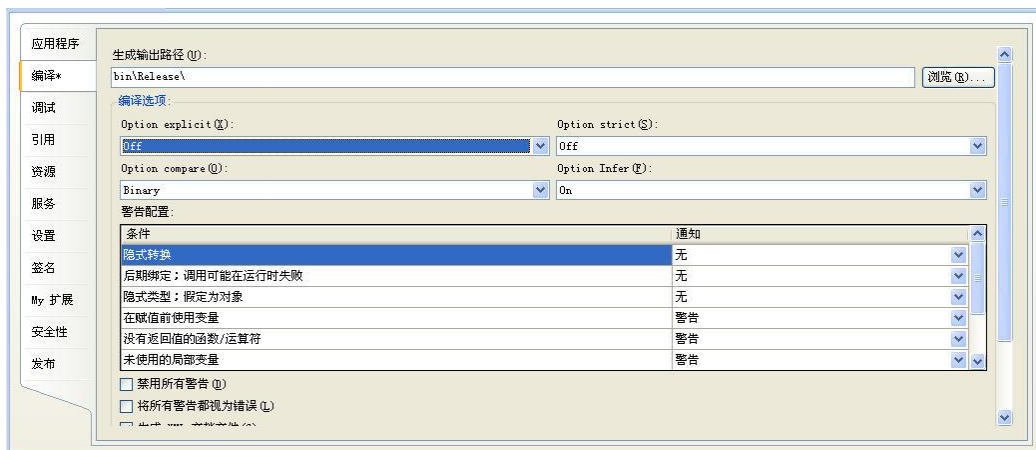 应用程序
编译*
调试
引用
资源
服务
设置
签名
My 扩展
安全性
发布
生成输出路径(U):
bin\Release\
浏览(R)...
编译选项:
Option explicit(X):
Option strict(S):
Off
Off
Option compare(O):
Option Infer(F):
Binary
On
警告配置:
条件
通知
隐式转换
无
后期绑定；调用可能在运行时失败
无
隐式类型；假定为对象
无
在赋值前使用变量
警告
没有返回值的函数/运算符
警告
未使用的局部变量
警告
禁用所有警告(D)
将所有警告都视为错误(L)